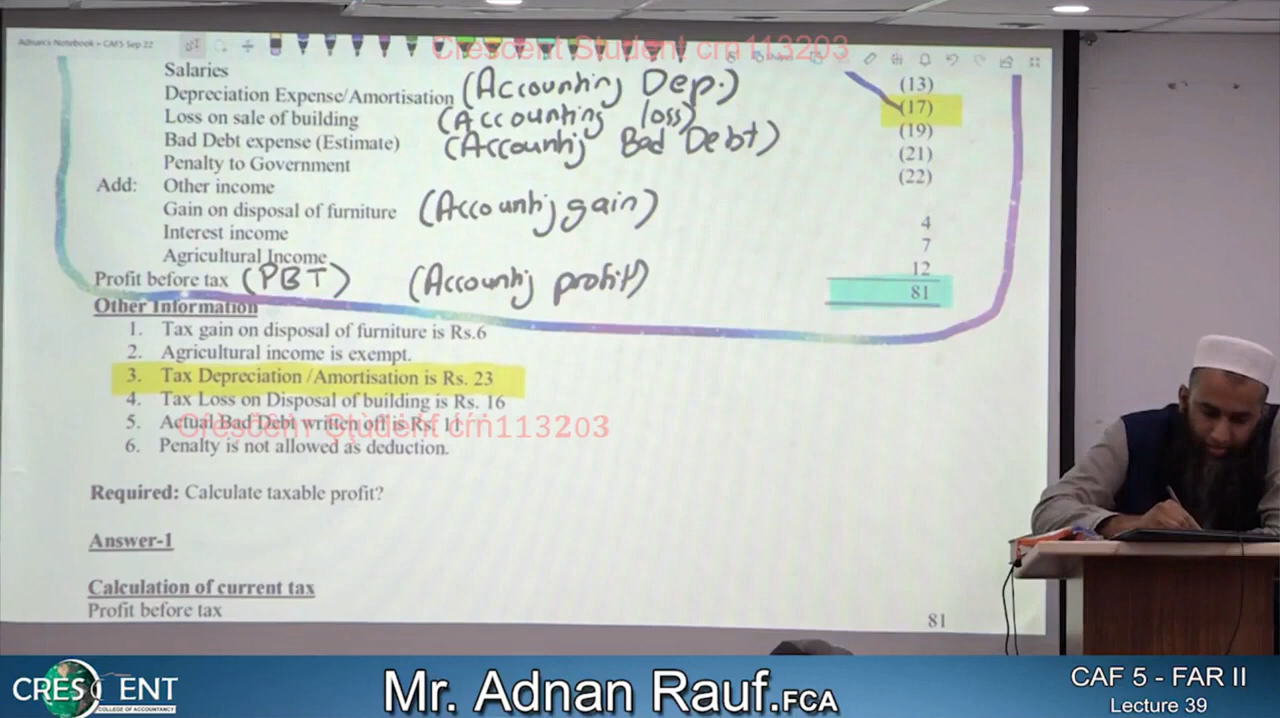 Adnan's Notebook » CAF5 Sep 22
Crescent Student crn113203
Salaries (13)
Depreciation Expense/Amortisation (Accounting Dep.) (17)
Loss on sale of building (Accounting loss) (19)
Bad Debt expense (Estimate) (Accounting Bad Debt) (21)
Penalty to Government (22)
Add: Other income
Gain on disposal of furniture (Accounting gain) 4
Interest income 7
Agricultural Income 12
Profit before tax (PBT) (Accounting profit) 81
Other Information
1. Tax gain on disposal of furniture is Rs.6
2. Agricultural income is exempt.
3. Tax Depreciation /Amortisation is Rs. 23
4. Tax Loss on Disposal of building is Rs. 16
5. Actual Bad Debt written off is Rs. 11
Crescent Student crn113203
6. Penalty is not allowed as deduction.
Required: Calculate taxable profit?
Answer-1
Calculation of current tax
Profit before tax 81
CRESCENT
COLLEGE OF ACCOUNTANCY
Mr. Adnan Rauf.FCA
CAF 5 - FAR II
Lecture 39